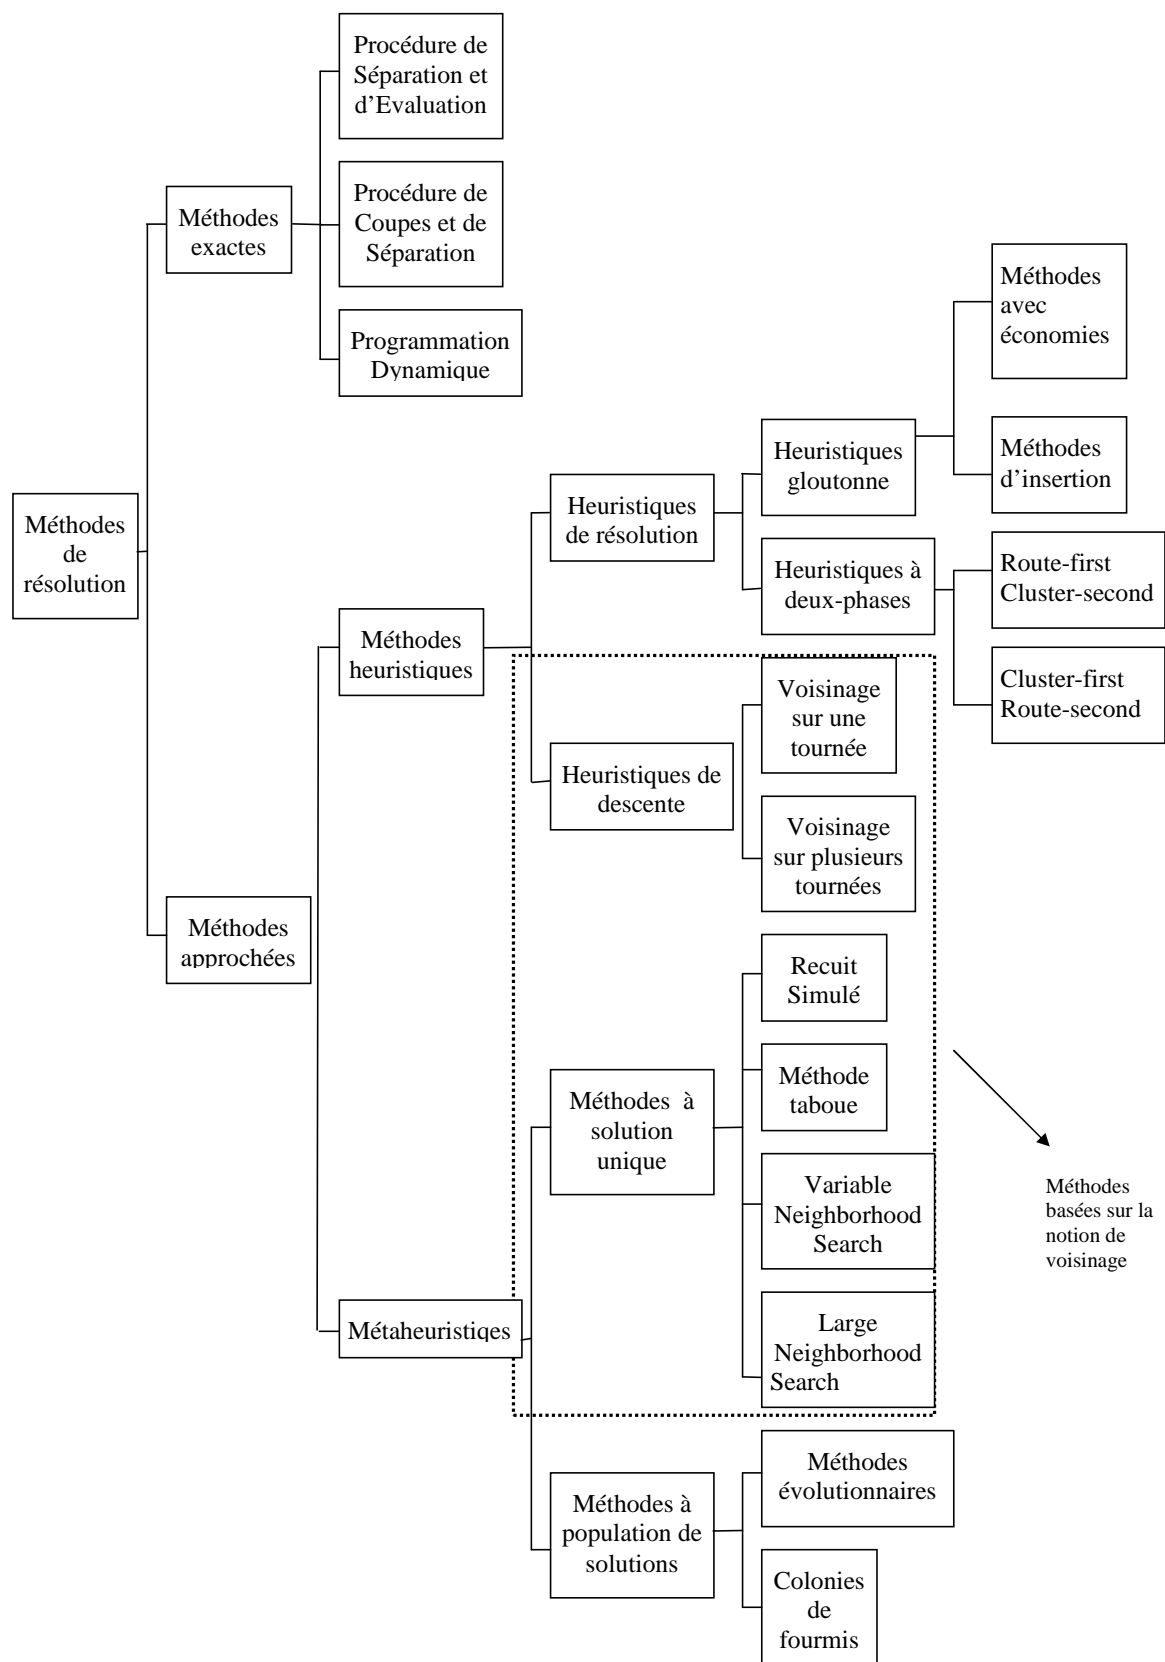 Procédure de
Séparation et
d’Evaluation
Procédure de
Coupes et de
Séparation
Méthodes
exactes
Programmation
Dynamique
Méthodes
avec
économies
Heuristiques
gloutonne
Méthodes
d’insertion
Heuristiques
de résolution
Méthodes
de
résolution
Heuristiques à
deux-phases
Route-first
Cluster-second
Méthodes
heuristiques
Cluster-first
Route-second
Voisinage
sur une
tournée
Heuristiques de
descente
Voisinage
sur plusieurs
tournées
Méthodes
approchées
Recuit
Simulé
Méthode
taboue
Méthodes à
solution
unique
Variable
Neighborhood
Search
Méthodes
basées sur la
notion de
voisinage
Large
Neighborhood
Search
Métaheuristiqes
Méthodes
évolutionnaires
Méthodes à
population de
solutions
Colonies
de
fourmis